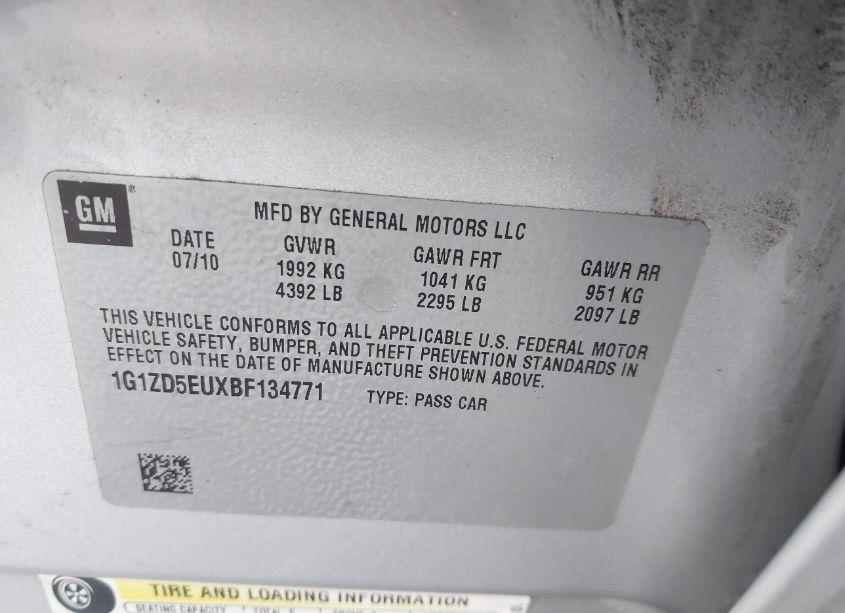 GM®
MFD BY GENERAL MOTORS LLC
DATE GVWR GAWR FRT GAWR RR
07/10 1992 KG 1041 KG 951 KG
4392 LB 2295 LB 2097 LB
THIS VEHICLE CONFORMS TO ALL APPLICABLE U.S. FEDERAL MOTOR
VEHICLE SAFETY, BUMPER, AND THEFT PREVENTION STANDARDS IN
EFFECT ON THE DATE OF MANUFACTURE SHOWN ABOVE.
1G1ZD5EUXBF134771 TYPE: PASS CAR
TIRE AND LOADING INFORMATION
SEATING CAPACITY TOTAL